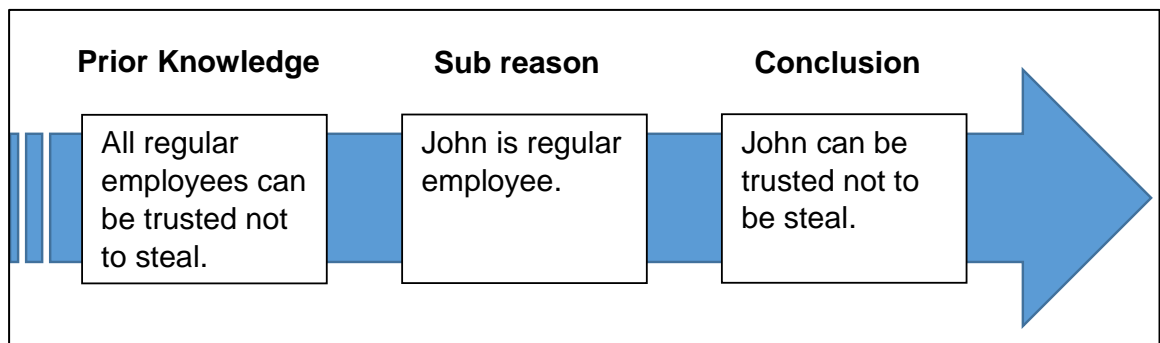 Prior Knowledge
All regular
employees can
be trusted not
to steal.
Sub reason
John is regular
employee.
Conclusion
John can be
trusted not to
be steal.